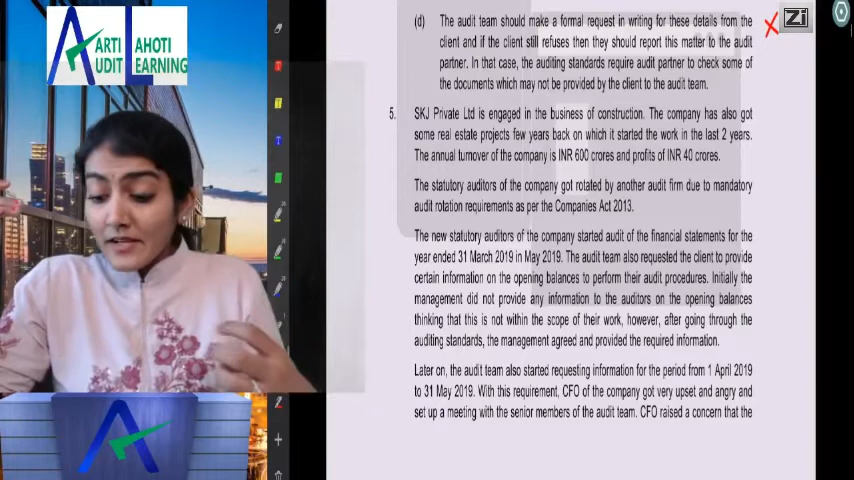 ARTI LAHOTI
AUDIT LEARNING
(d) The audit team should make a formal request in writing for these details from the
client and if the client still refuses then they should report this matter to the audit
partner. In that case, the auditing standards require audit partner to check some of
the documents which may not be provided by the client to the audit team.
Zi
5. SKJ Private Ltd is engaged in the business of construction. The company has also got
some real estate projects few years back on which it started the work in the last 2 years.
The annual turnover of the company is INR 600 crores and profits of INR 40 crores.
The statutory auditors of the company got rotated by another audit firm due to mandatory
audit rotation requirements as per the Companies Act 2013.
The new statutory auditors of the company started audit of the financial statements for the
year ended 31 March 2019 in May 2019. The audit team also requested the client to provide
certain information on the opening balances to perform their audit procedures. Initially the
management did not provide any information to the auditors on the opening balances
thinking that this is not within the scope of their work, however, after going through the
auditing standards, the management agreed and provided the required information.
Later on, the audit team also started requesting information for the period from 1 April 2019
to 31 May 2019. With this requirement, CFO of the company got very upset and angry and
set up a meeting with the senior members of the audit team. CFO raised a concern that the